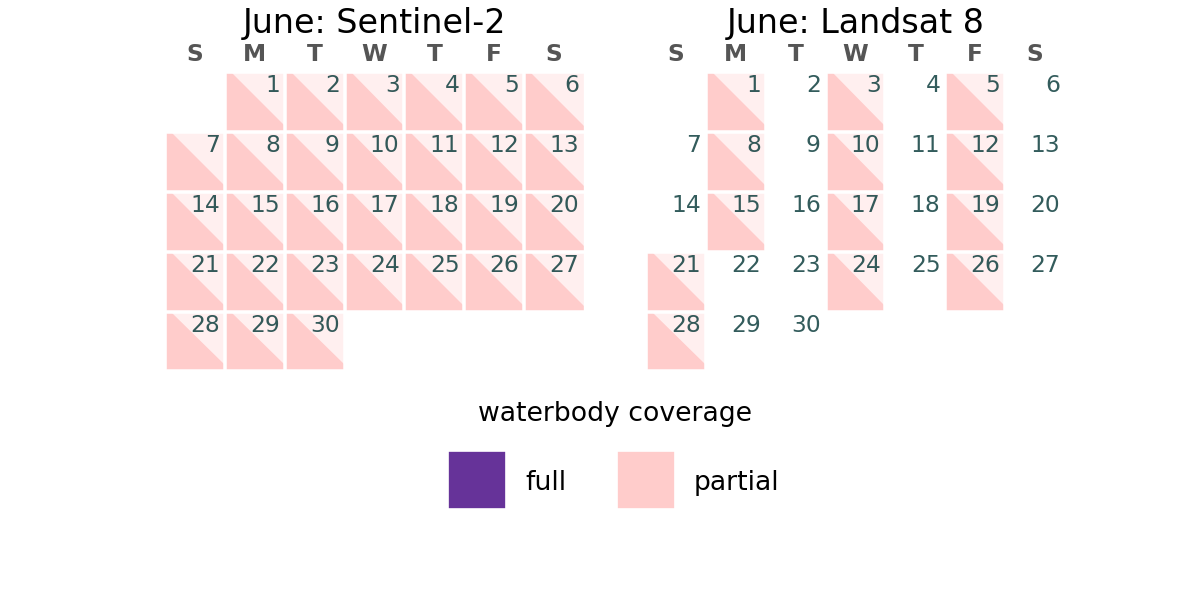 June: Sentinel-2
S M T W T F S
1 2 3 4 5 6
7 8 9 10 11 12 13
14 15 16 17 18 19 20
21 22 23 24 25 26 27
28 29 30
June: Landsat 8
S M T W T F S
1 2 3 4 5 6
7 8 9 10 11 12 13
14 15 16 17 18 19 20
21 22 23 24 25 26 27
28 29 30
waterbody coverage
full partial